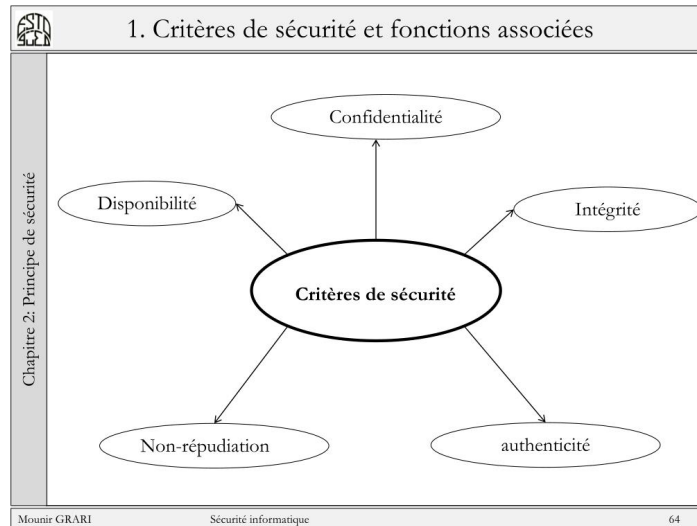 ESTO
1. Critères de sécurité et fonctions associées
Chapitre 2: Principe de sécurité
Confidentialité
Disponibilité
Intégrité
Critères de sécurité
Non-répudiation
authenticité
Mounir GRARI
Sécurité informatique
64